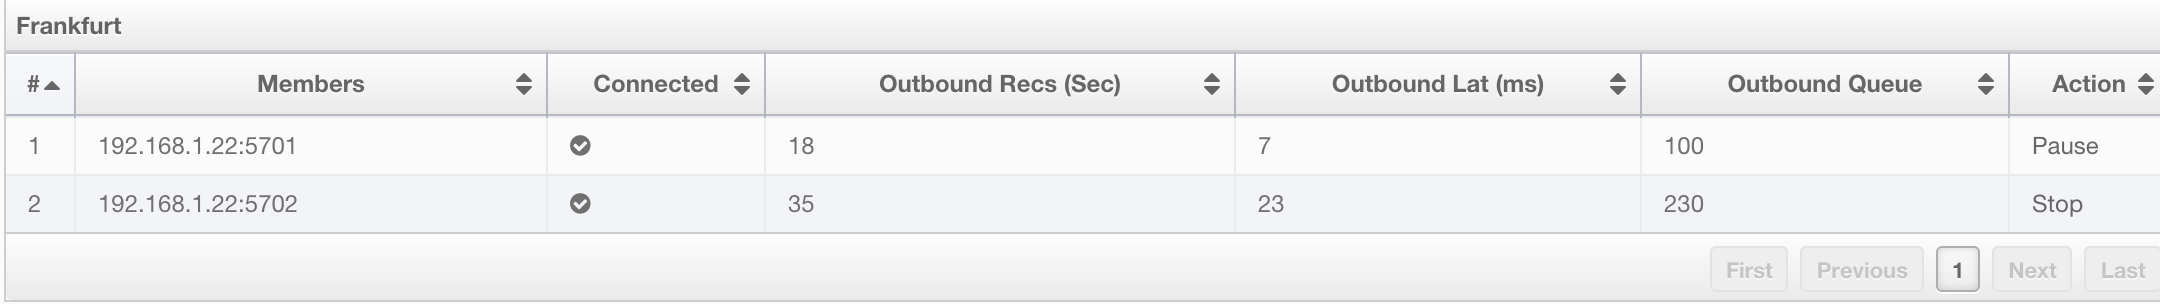 Frankfurt
# Members Connected Outbound Recs (Sec) Outbound Lat (ms) Outbound Queue Action
1 192.168.1.22:5701 18 7 100 Pause
2 192.168.1.22:5702 35 23 230 Stop
First Previous 1 Next Last